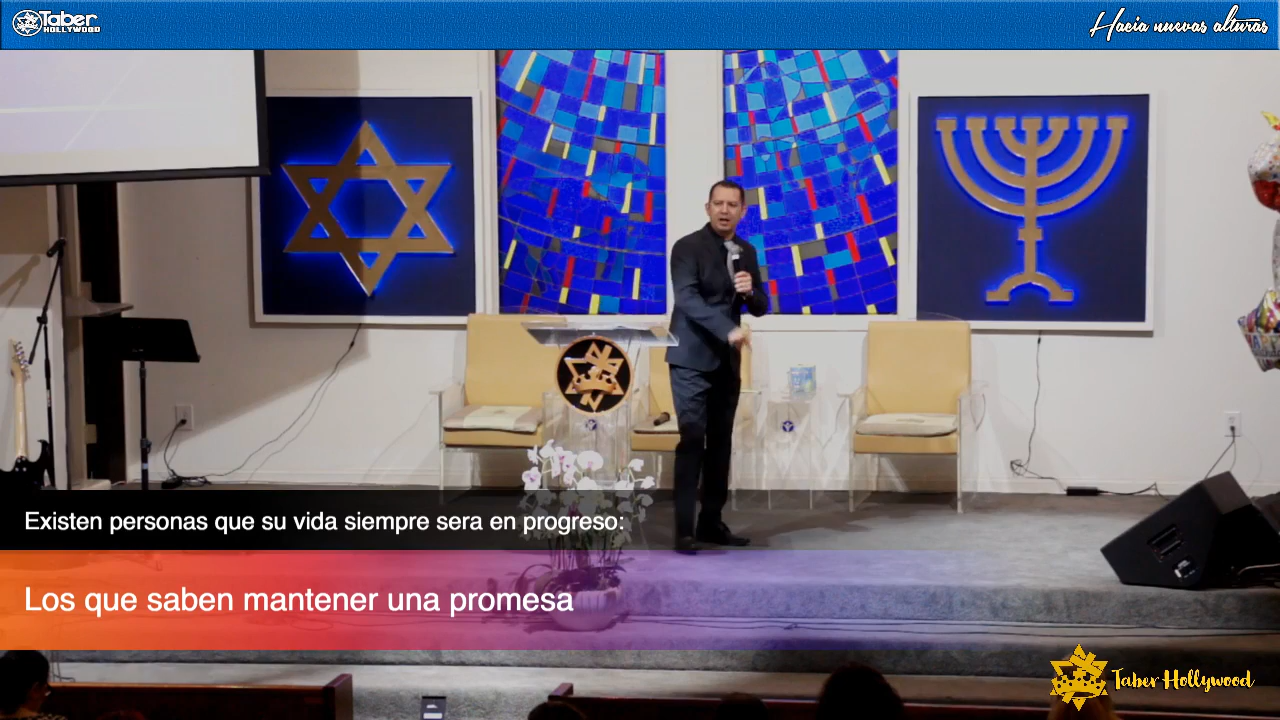 Taber
HOLLYWOOD
Hacia nuevas alturas
Existen personas que su vida siempre sera en progreso:
Los que saben mantener una promesa
Taber Hollywood